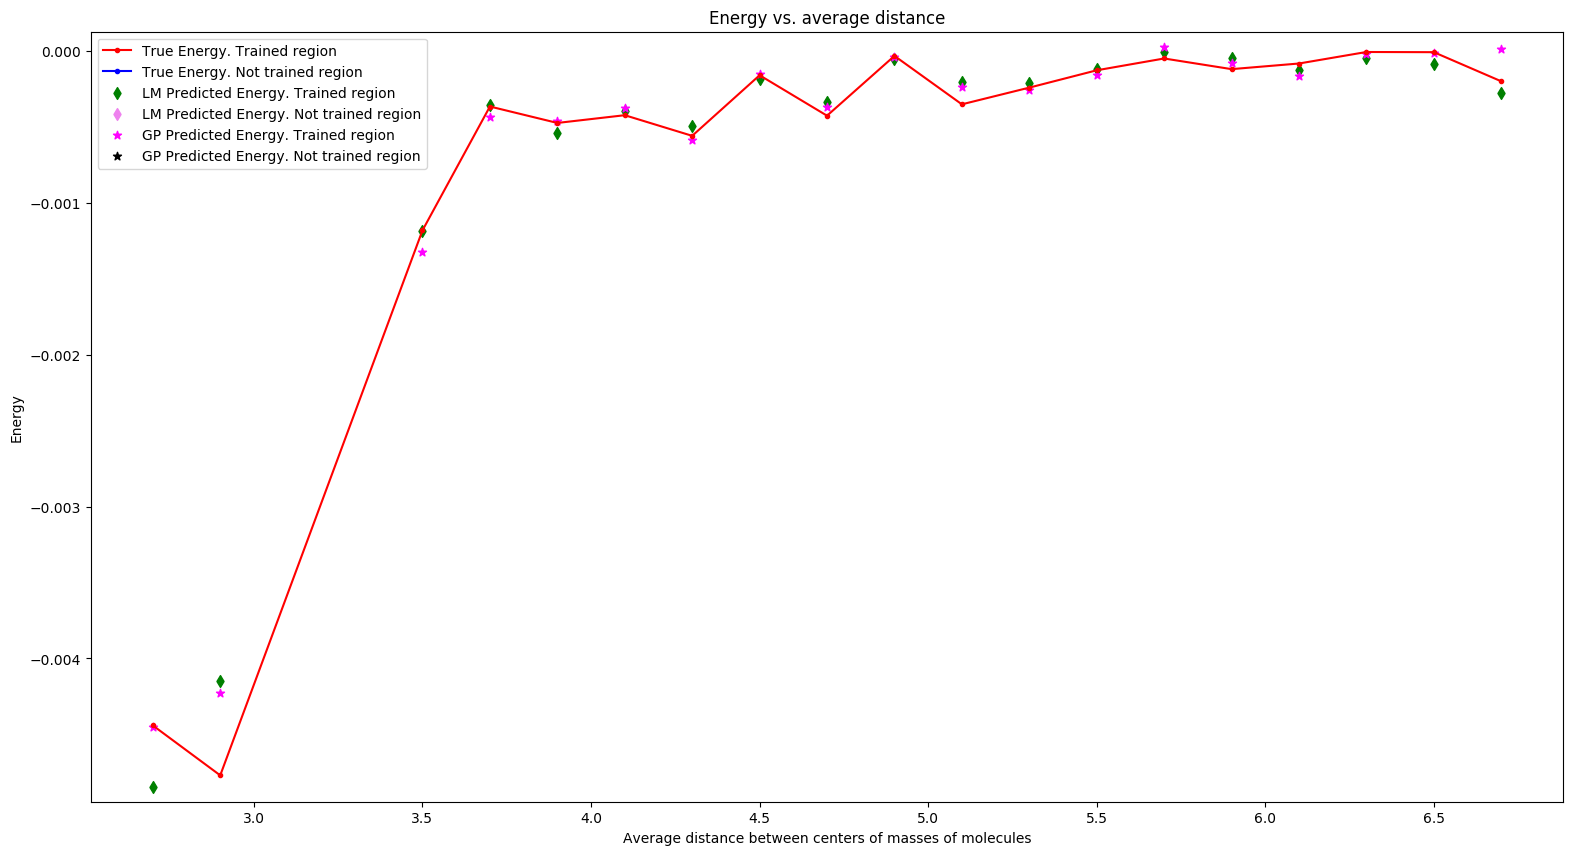 Energy vs. average distance
True Energy. Trained region
True Energy. Not trained region
LM Predicted Energy. Trained region
LM Predicted Energy. Not trained region
GP Predicted Energy. Trained region
GP Predicted Energy. Not trained region
0.000
−0.001
−0.002
−0.003
−0.004
Energy
3.0 3.5 4.0 4.5 5.0 5.5 6.0 6.5
Average distance between centers of masses of molecules